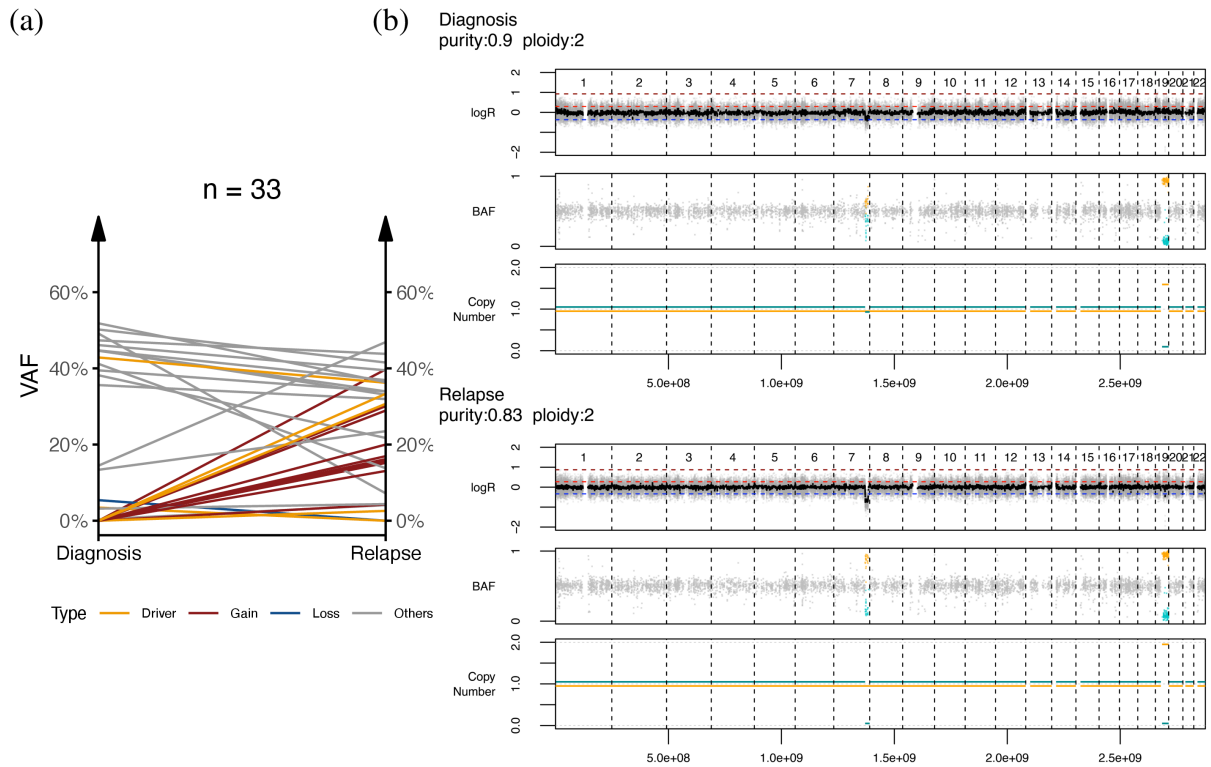 (a)
n = 33
VAF
60%
40%
20%
0%
60%
40%
20%
0%
Diagnosis
Relapse
Type Driver Gain Loss Others
(b)
Diagnosis
purity:0.9 ploidy:2
1 2 3 4 5 6 7 8 9 10 11 12 13 14 15 16 17 18 19 20 21 22
logR
2
0
−2
BAF
1
0
Copy
Number
2.0
1.0
0.0
5.0e+08 1.0e+09 1.5e+09 2.0e+09 2.5e+09
Relapse
purity:0.83 ploidy:2
1 2 3 4 5 6 7 8 9 10 11 12 13 14 15 16 17 18 19 20 21 22
logR
2
0
−2
BAF
1
0
Copy
Number
2.0
1.0
0.0
5.0e+08 1.0e+09 1.5e+09 2.0e+09 2.5e+09